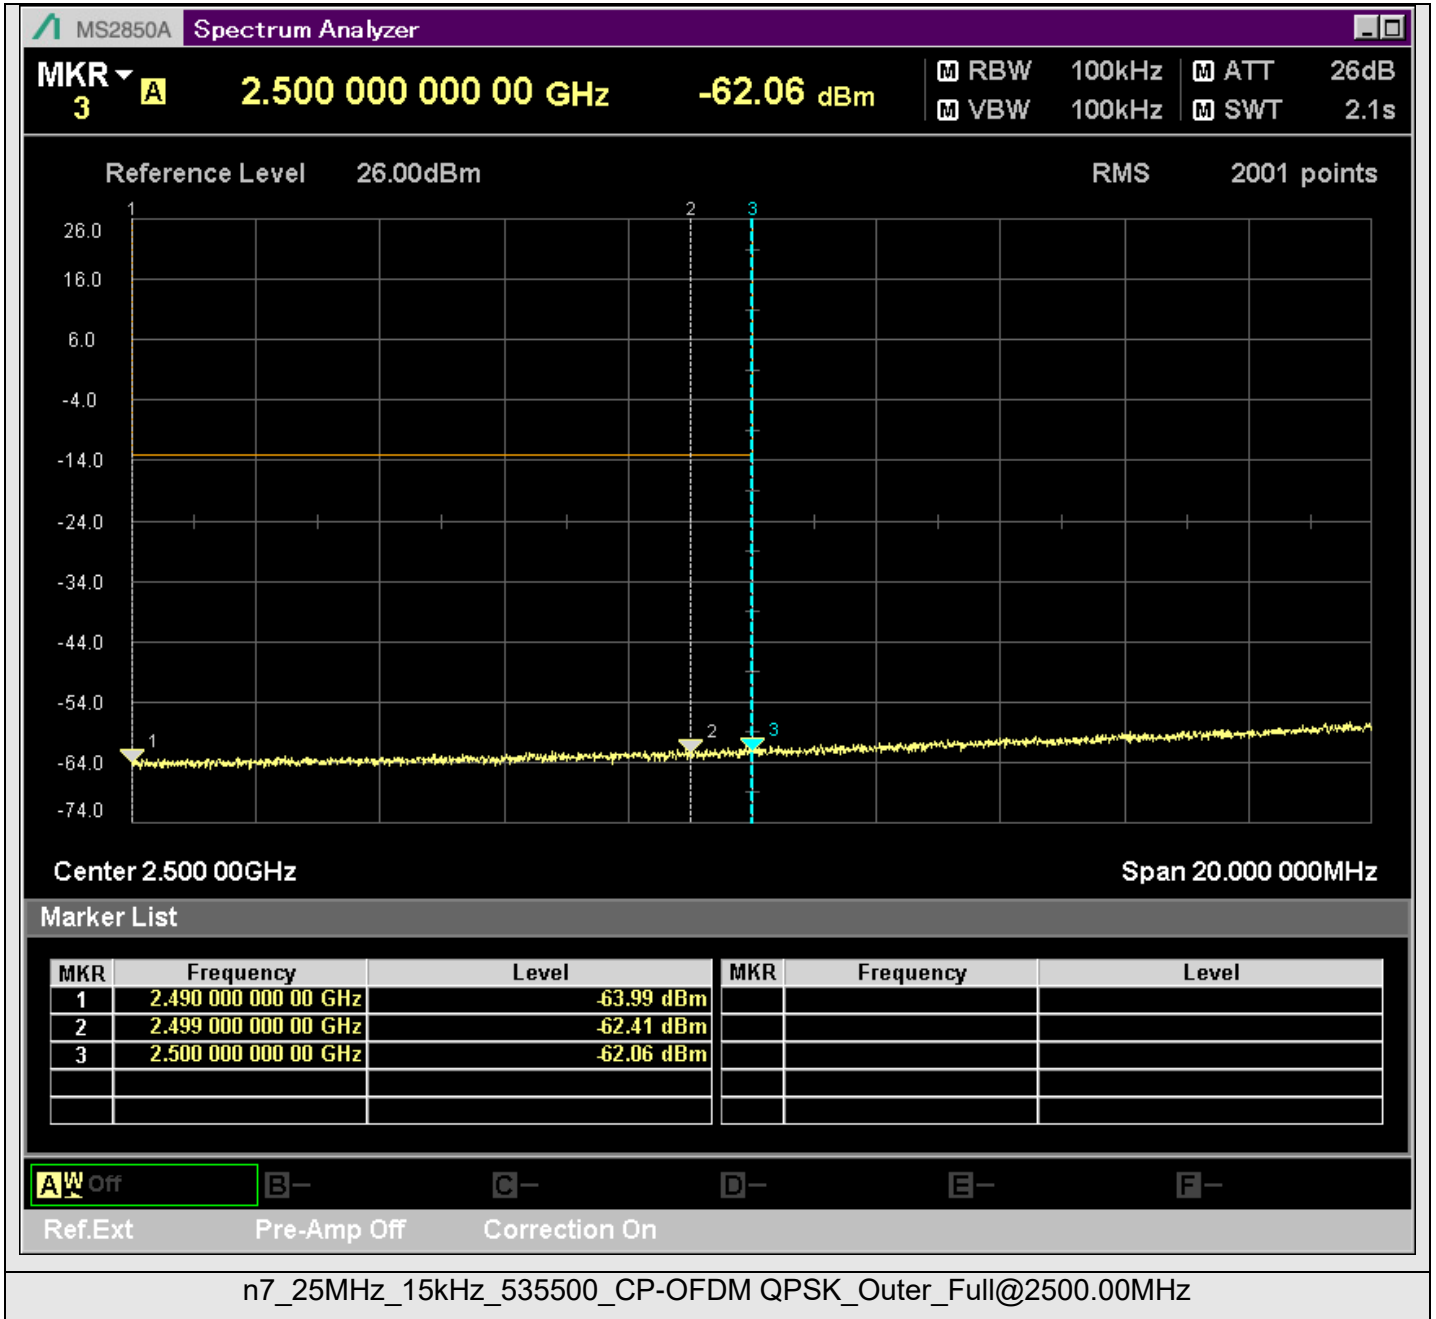 MS2850A Spectrum Analyzer
MKR A 2.500 000 000 00 GHz -62.06 dBm M RBW 100kHz M ATT 26dB
3 M VBW 100kHz M SWT 2.1s
Reference Level 26.00dBm RMS 2001 points
1 2 3
26.0
16.0
6.0
-4.0
-14.0
-24.0
-34.0
-44.0
-54.0
1 2 3
-64.0
-74.0
Center 2.500 00GHz Span 20.000 000MHz
Marker List
MKR Frequency Level MKR Frequency Level
1 2.490 000 000 00 GHz -63.99 dBm
2 2.499 000 000 00 GHz -62.41 dBm
3 2.500 000 000 00 GHz -62.06 dBm
A W Off B – C – D – E – F –
Ref.Ext Pre-Amp Off Correction On
n7_25MHz_15kHz_535500_CP-OFDM QPSK_Outer_Full@2500.00MHz